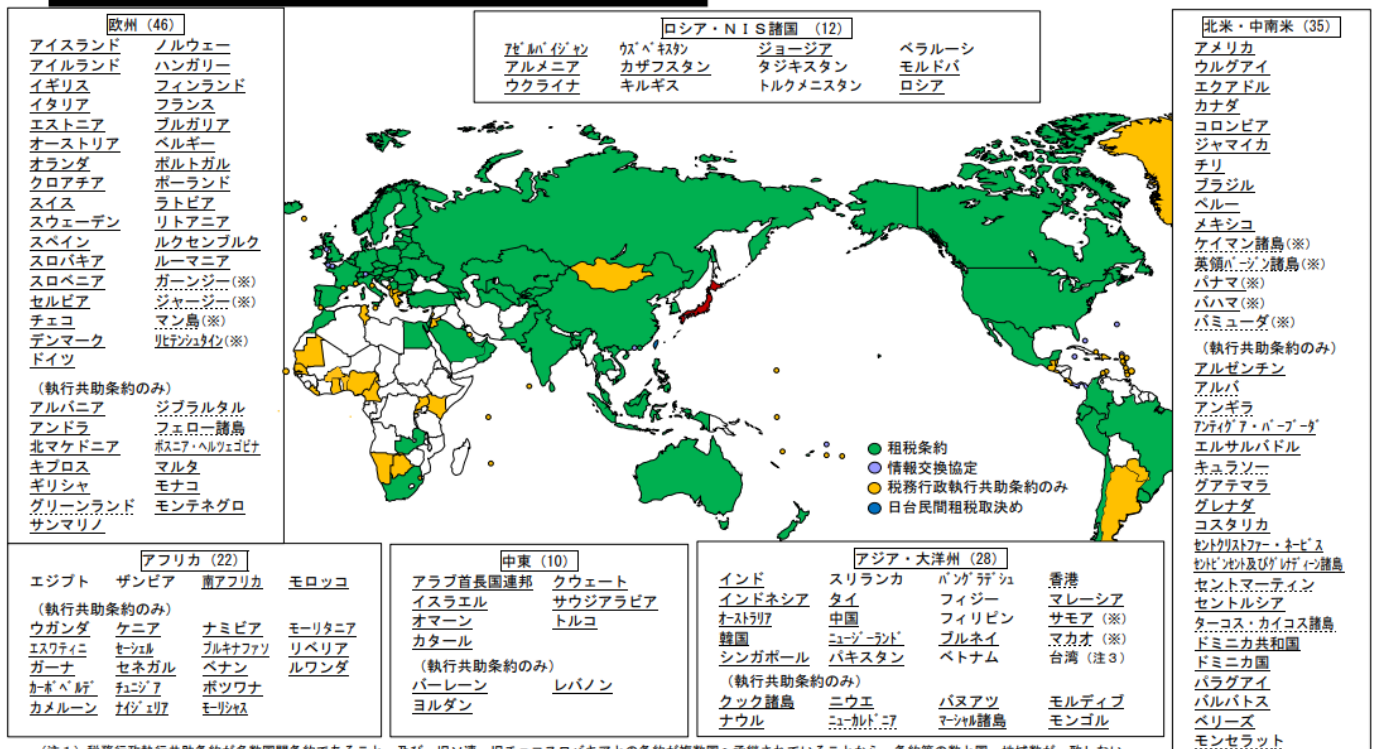 欧州（46）
アイスランド ノルウェー
アイルランド ハンガリー
イギリス フィンランド
イタリア フランス
エストニア ブルガリア
オーストリア ベルギー
オランダ ポルトガル
クロアチア ポーランド
スイス ラトビア
スウェーデン リトアニア
スペイン ルクセンブルク
スロバキア ルーマニア
スロベニア ガーンジー(※)
セルビア ジャージー(※)
チェコ マン島(※)
デンマーク リヒテンシュタイン(※)
ドイツ
（執行共助条約のみ）
アルバニア ジブラルタル
アンドラ フェロー諸島
北マケドニア ボスニア・ヘルツェゴビナ
キプロス マルタ
ギリシャ モナコ
グリーンランド モンテネグロ
サンマリノ
ロシア・ＮＩＳ諸国（12）
アゼルバイジャン ウズベキスタン ジョージア ベラルーシ
アルメニア カザフスタン タジキスタン モルドバ
ウクライナ キルギス トルクメニスタン ロシア
北米・中南米（35）
アメリカ
ウルグアイ
エクアドル
カナダ
コロンビア
ジャマイカ
チリ
ブラジル
ペルー
メキシコ
ケイマン諸島(※)
英領バージン諸島(※)
パナマ(※)
バハマ(※)
バミューダ(※)
（執行共助条約のみ）
アルゼンチン
アルバ
アンギラ
アンティグア・バーブーダ
エルサルバドル
キュラソー
グアテマラ
グレナダ
コスタリカ
セントクリストファー・ネービス
セントビンセント及びグレナディーン諸島
セントマーティン
セントルシア
タークス・カイコス諸島
ドミニカ共和国
ドミニカ国
パラグアイ
バルバトス
ベリーズ
モンセラット
租税条約
情報交換協定
税務行政執行共助条約のみ
日台民間租税取決め
アフリカ（22）
エジプト ザンビア 南アフリカ モロッコ
（執行共助条約のみ）
ウガンダ ケニア ナミビア モーリタニア
エスワティニ セーシェル ブルキナファソ リベリア
ガーナ セネガル ベナン ルワンダ
カーボベルデ チュニジア ボツワナ
カメルーン ナイジェリア モーリシャス
中東（10）
アラブ首長国連邦 クウェート
イスラエル サウジアラビア
オマーン トルコ
カタール
（執行共助条約のみ）
バーレーン レバノン
ヨルダン
アジア・大洋州（28）
インド スリランカ バングラデシュ 香港
インドネシア タイ フィジー マレーシア
オーストラリア 中国 フィリピン サモア（※）
韓国 ニュージーランド ブルネイ マカオ（※）
シンガポール パキスタン ベトナム 台湾（注３）
（執行共助条約のみ）
クック諸島 ニウエ バヌアツ モルディブ
ナウル ニューカレドニア マーシャル諸島 モンゴル